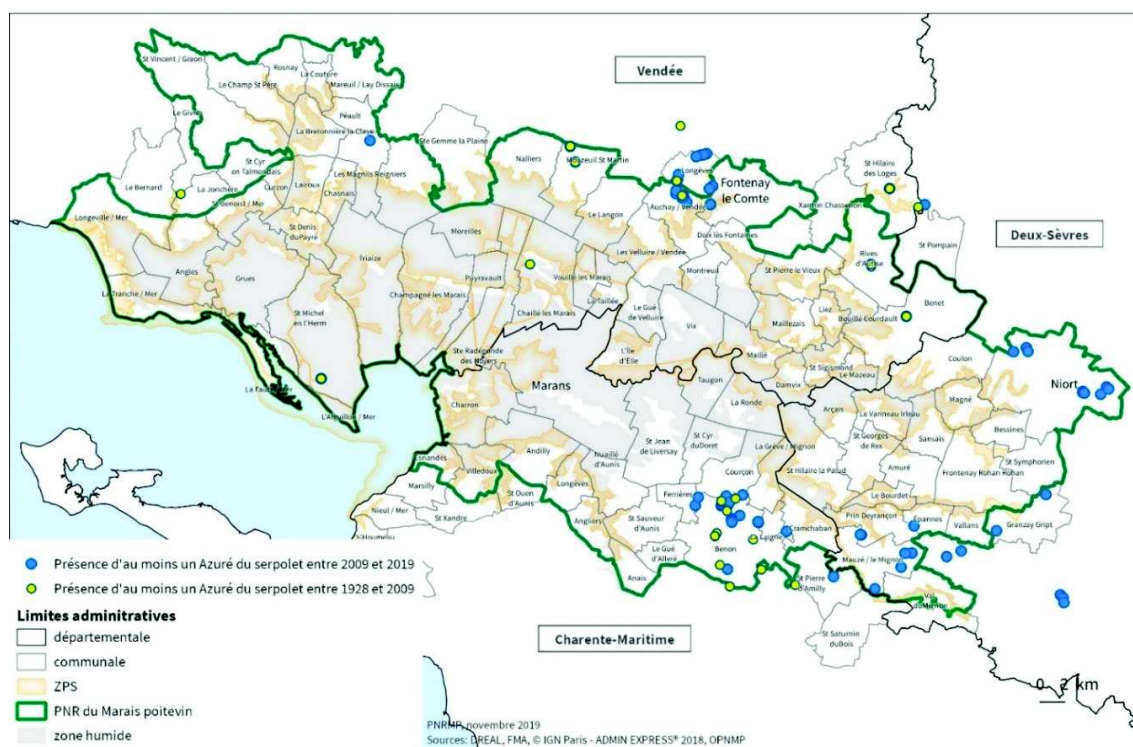 Vendée
Deux-Sèvres
Charente-Maritime
St Vincent / Graon
Rosnay
La Couture
Le Champ St Père
Mareuil / Lay Dissais
Péault
La Bretonnière la Claye
Le Givre
Ste Gemme la Plaine
St Cyr
en Talmondais
Le Bernard
La Jonchère
Curzon
Lairoux
Les Magnils Reigniers
Chasnais
St Benoist / Mer
Longeville / Mer
St Denis
du Payré
Nalliers
Mouzeuil St Martin
Longèves
Fontenay
le Comte
Auchay / Vendée
Le Langon
Doix lès Fontaines
Les Velluire / Vendée
Montreuil
St Hilaire
des Loges
Xanton Chassenon
St Pompain
Rives
d'Autise
St Pierre le Vieux
Angles
Grues
Triaize
Moreilles
Puyravault
Vouillé les Marais
La Taillée
Champagné les Marais
Chaillé les Marais
La Tranche / Mer
St Michel
en l'Herm
Le Gué
de Velluire
Vix
Maillezais
Liez
Bouillé Courdault
Benet
Ste Radégonde
des Noyers
L'Île
d'Elle
Maillé
St Sigismond
Le Mazeau
Damvix
Coulon
Niort
Magné
Marans
Taugon
La Ronde
Arçais
Le Vanneau Irleau
Bessines
Sansais
St Georges
de Rex
Charron
L'Aiguillon / Mer
St Jean
de Liversay
St Cyr
du Doret
La Grève / Mignon
Amuré
St Symphorien
Frontenay Rohan Rohan
Esnandes
Villedoux
Andilly
Nuaillé
d'Aunis
Courçon
St Hilaire la Palud
Marsilly
Longèves
Ferrières
Le Bourdet
Nieul / Mer
St Xandre
St Ouen
d'Aunis
Angliers
St Sauveur
d'Aunis
Cramchaban
Prin Deyrançon
Epannes
Vallans
Granzay Gript
Benon
La Laigne
Le Gué
d'Alleré
Anais
Mauzé / le Mignon
St Pierre
d'Amilly
Val
du Mignon
St Saturnin
du Bois
Présence d'au moins un Azuré du serpolet entre 2009 et 2019
Présence d'au moins un Azuré du serpolet entre 1928 et 2009
Limites adminitratives
départementale
communale
ZPS
PNR du Marais poitevin
zone humide
0 2 km
PNRMP, novembre 2019
Sources: DREAL, FMA, © IGN Paris - ADMIN EXPRESS® 2018, OPNMP